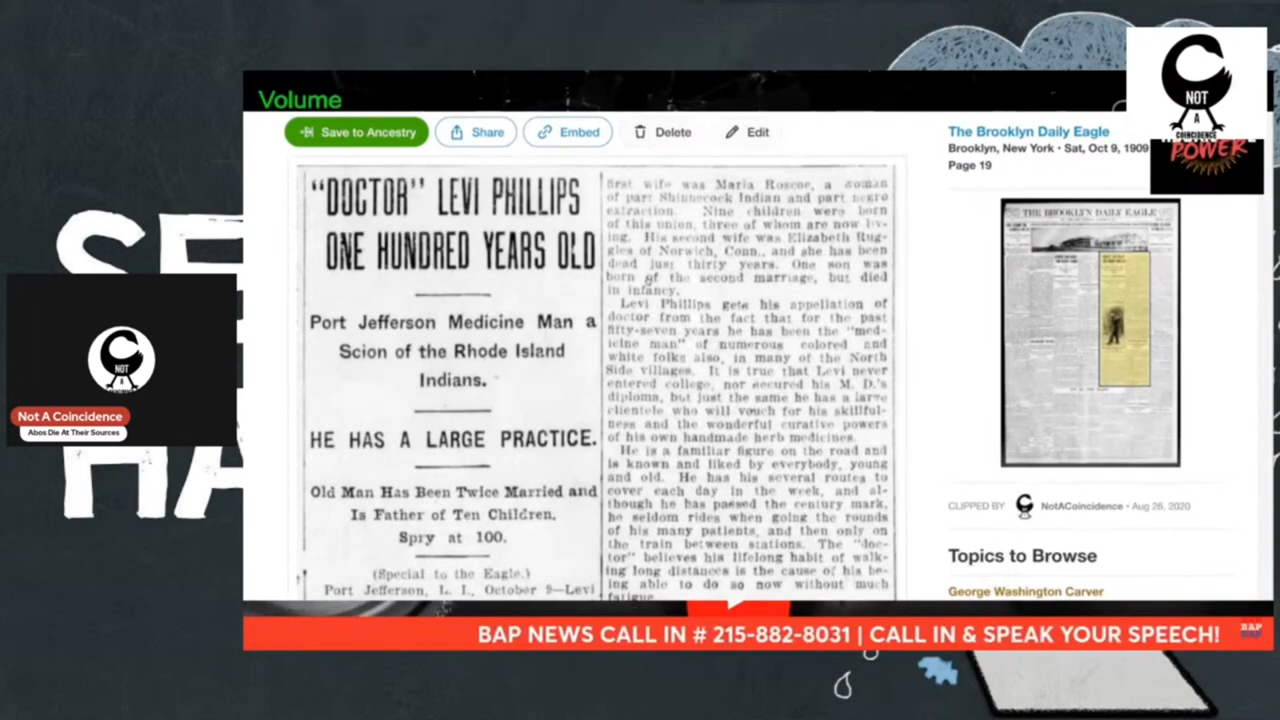 Volume
Save to Ancestry
Share
Embed
Delete
Edit
"DOCTOR" LEVI PHILLIPS
ONE HUNDRED YEARS OLD
Port Jefferson Medicine Man a
Scion of the Rhode Island
Indians.
HE HAS A LARGE PRACTICE.
Old Man Has Been Twice Married and
Is Father of Ten Children.
Spry at 100.
(Special to the Eagle.)
Port Jefferson, L. I., October 9—Levi
first wife was Maria Roscoe, a woman
of part Shinnecock Indian and part negro
extraction. Nine children were born
of this union, three of whom are now liv-
ing. His second wife was Elizabeth Rug-
gles of Norwich, Conn., and she has been
dead just thirty years. One son was
born of the second marriage, but died
in infancy.
Levi Phillips gets his appellation of
doctor from the fact that for the past
fifty-seven years he has been the "med-
icine man" of numerous colored and
white folks also, in many of the North
Side villages. It is true that Levi never
entered college, nor secured his M. D.'s
diploma, but just the same he has a large
clientele who will vouch for his skillful-
ness and the wonderful curative powers
of his own handmade herb medicines.
He is a familiar figure on the road and
is known and liked by everybody, young
and old. He has his several routes to
cover each day in the week, and al-
though he has passed the century mark,
he seldom rides when going the rounds
of his many patients, and then only on
the train between stations. The "doc-
tor" believes his lifelong habit of walk-
ing long distances is the cause of his be-
ing able to do so now without much
fatigue.
The Brooklyn Daily Eagle
Brooklyn, New York • Sat, Oct 9, 1909
Page 19
THE BROOKLYN DAILY EAGLE
CLIPPED BY NotACoincidence • Aug 26, 2020
Topics to Browse
George Washington Carver
NOT
A
COINCIDENCE
POWER
NOT
A
Not A Coincidence
Abos Die At Their Sources
SE
HA
BAP NEWS CALL IN # 215-882-8031 | CALL IN & SPEAK YOUR SPEECH!
BAP